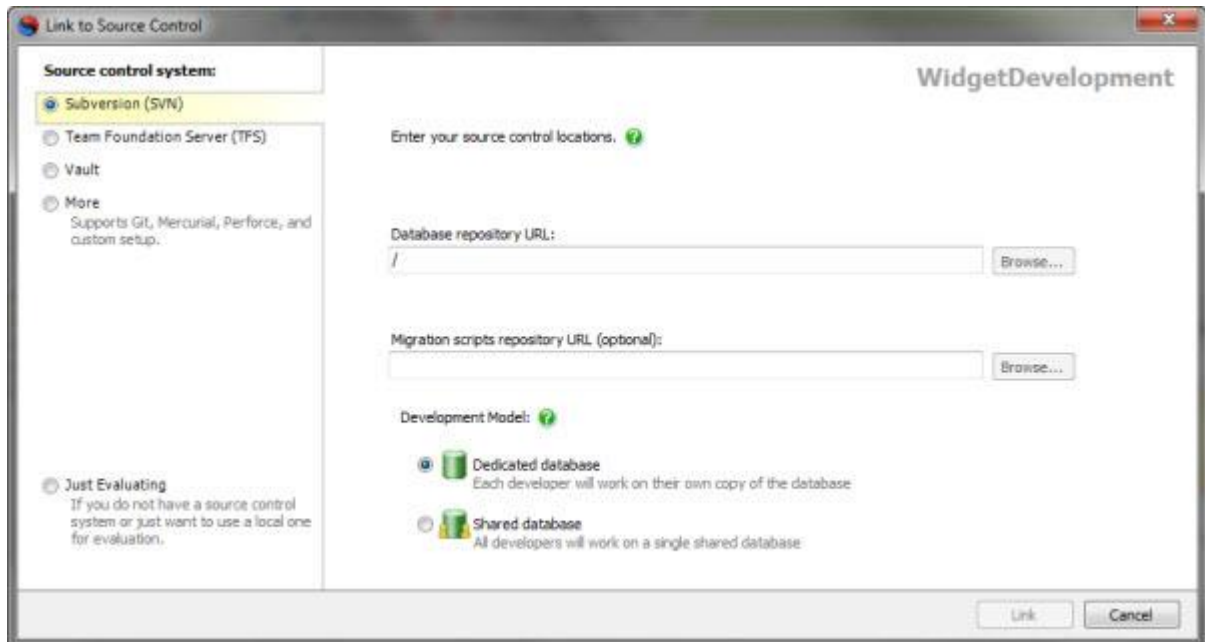 Link to Source Control
Source control system:
Subversion (SVN)
Team Foundation Server (TFS)
Vault
More
Supports Git, Mercurial, Perforce, and
custom setup.
Just Evaluating
If you do not have a source control
system or just want to use a local one
for evaluation.
WidgetDevelopment
Enter your source control locations.
Database repository URL:
/
Browse...
Migration scripts repository URL (optional):
Browse...
Development Model:
Dedicated database
Each developer will work on their own copy of the database
Shared database
All developers will work on a single shared database
Link
Cancel